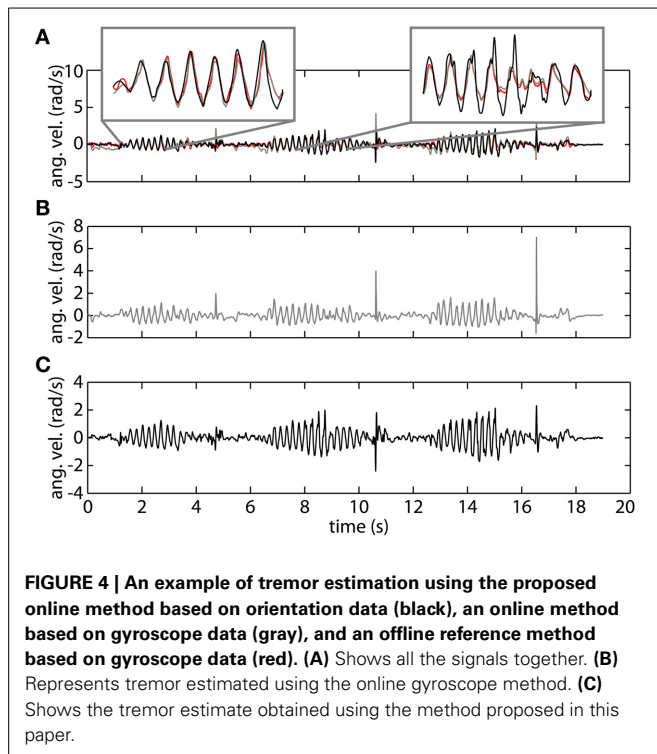 A
ang. vel. (rad/s)
10
5
0
-5
B
ang. vel. (rad/s)
8
6
4
2
0
-2
C
ang. vel. (rad/s)
4
2
0
-2
-4
0 2 4 6 8 10 12 14 16 18 20
time (s)
FIGURE 4 | An example of tremor estimation using the proposed
online method based on orientation data (black), an online method
based on gyroscope data (gray), and an offline reference method
based on gyroscope data (red). (A) Shows all the signals together. (B)
Represents tremor estimated using the online gyroscope method. (C)
Shows the tremor estimate obtained using the method proposed in this
paper.